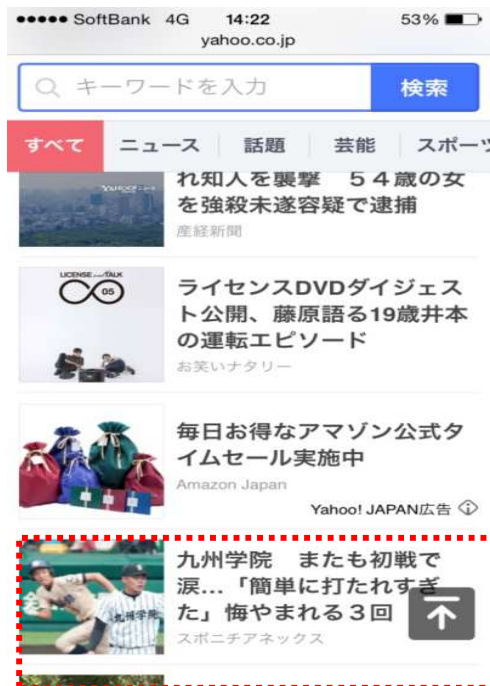 SoftBank 4G 14:22 53%
yahoo.co.jp
キーワードを入力 検索
すべて ニュース 話題 芸能 スポーツ
れ知人を襲撃 ５４歳の女
を強殺未遂容疑で逮捕
産経新聞
LICENSE vol.TALK
05
ライセンスDVDダイジェス
ト公開、藤原語る19歳井本
の運転エピソード
お笑いナタリー
毎日お得なアマゾン公式タ
イムセール実施中
Amazon Japan
Yahoo! JAPAN広告
九州学院
九州学院 またも初戦で
涙…「簡単に打たれすぎ
た」悔やまれる３回
スポニチアネックス